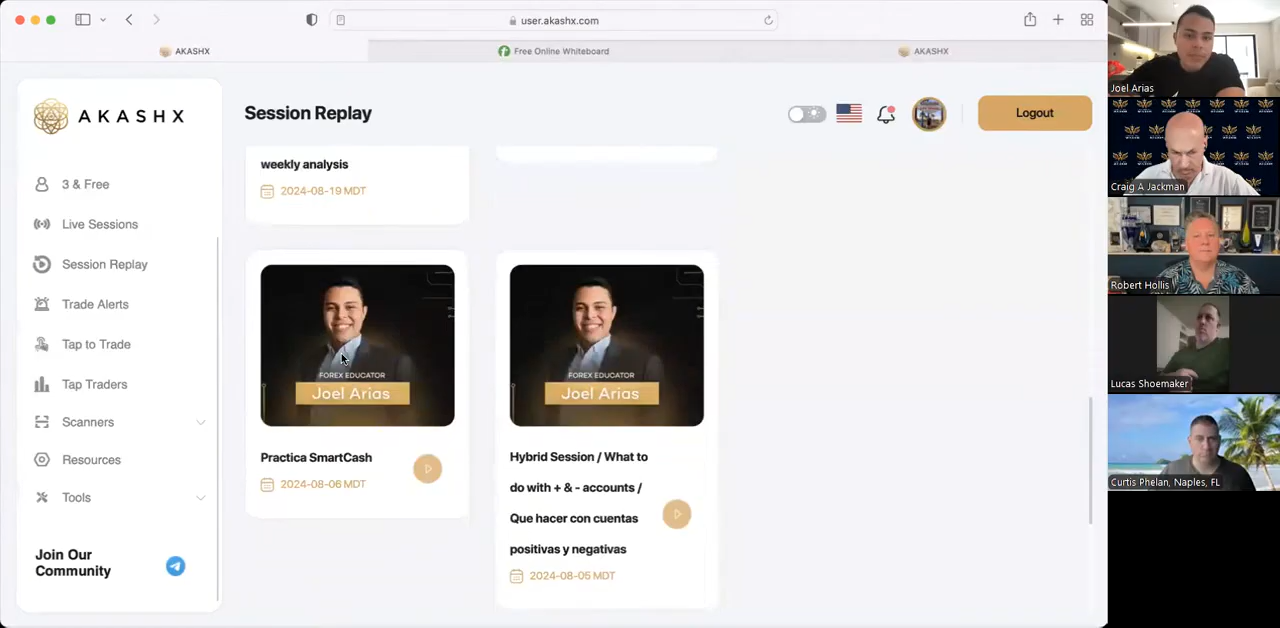 user.akashx.com
AKASHX
Free Online Whiteboard
AKASHX
AKASHX
3 & Free
Live Sessions
Session Replay
Trade Alerts
Tap to Trade
Tap Traders
Scanners
Resources
Tools
Join Our
Community
Session Replay
Logout
weekly analysis
2024-08-19 MDT
FOREX EDUCATOR
Joel Arias
Practica SmartCash
2024-08-06 MDT
FOREX EDUCATOR
Joel Arias
Hybrid Session / What to
do with + & - accounts /
Que hacer con cuentas
positivas y negativas
2024-08-05 MDT
Joel Arias
Craig A Jackman
Robert Hollis
Lucas Shoemaker
Curtis Phelan, Naples, FL